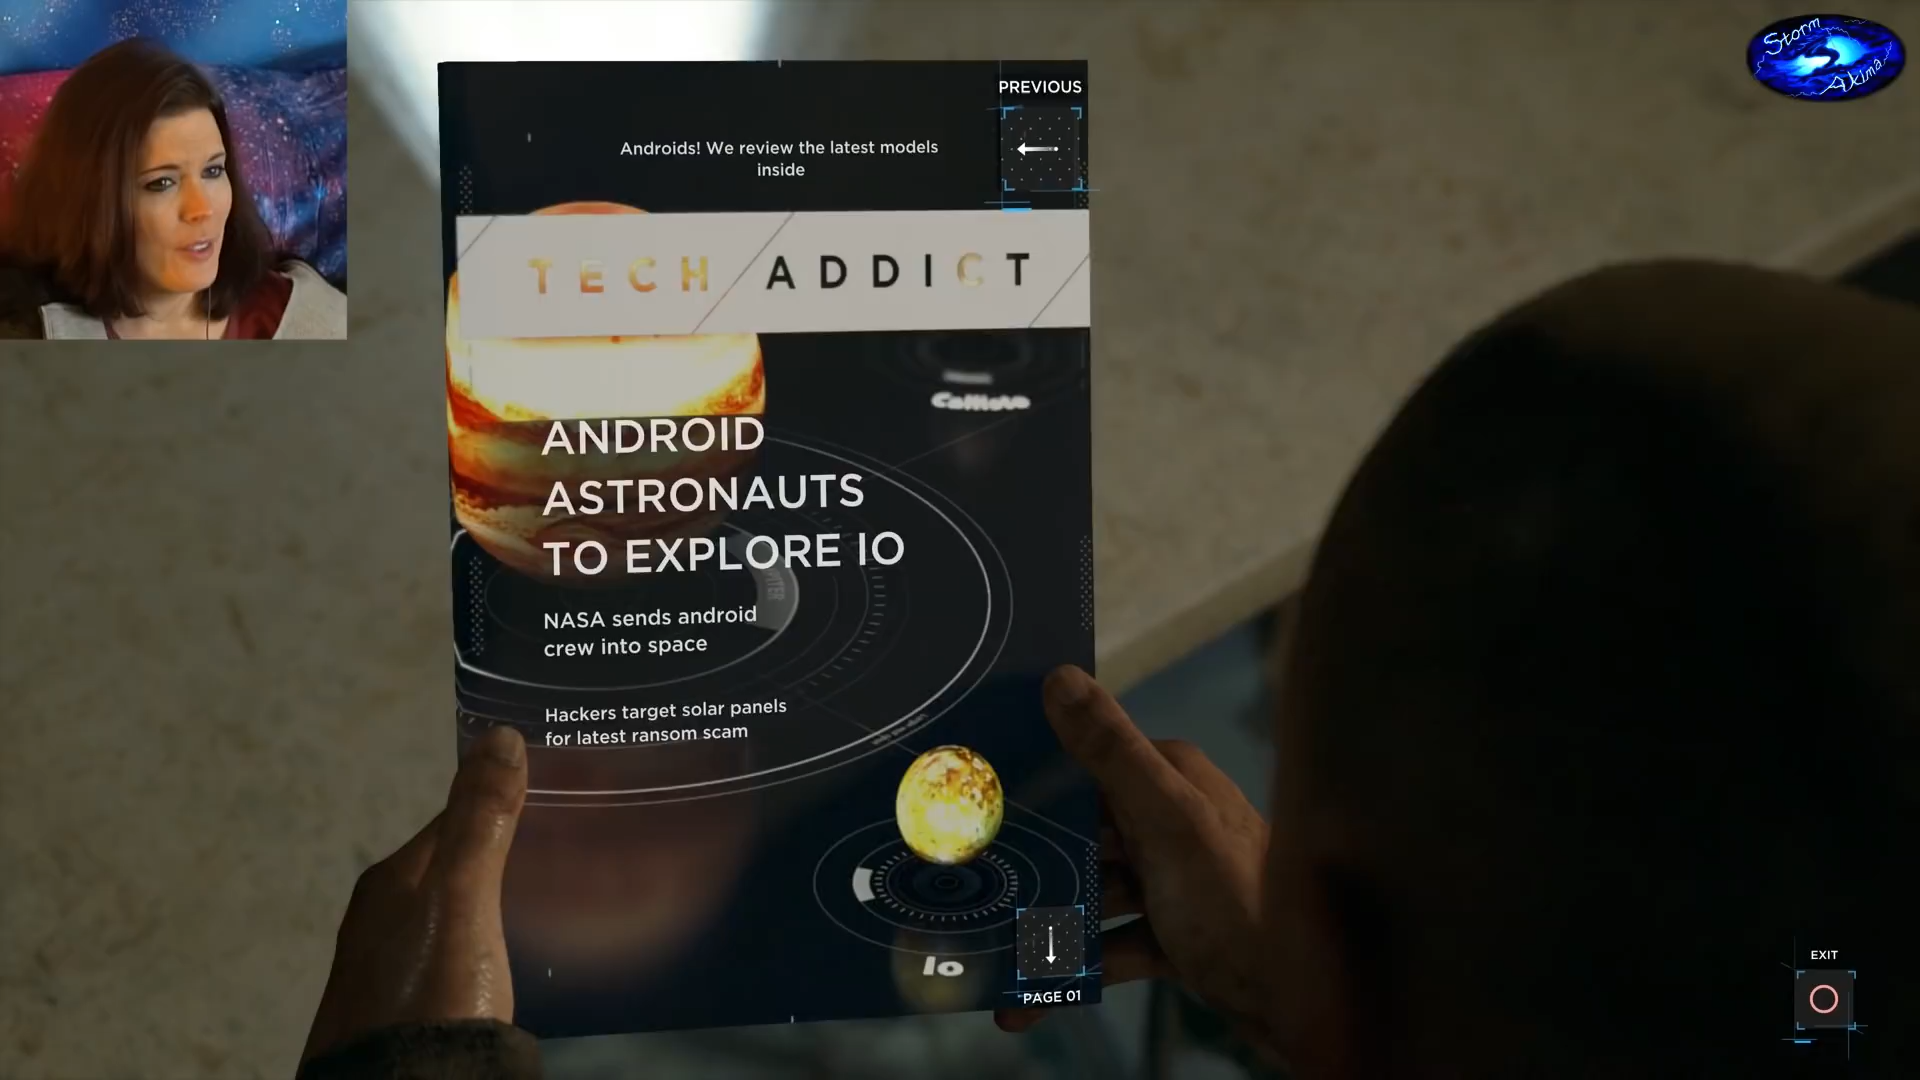 Storm
Akima
PREVIOUS
Androids! We review the latest models
inside
TECH ADDICT
Callisto
ANDROID
ASTRONAUTS
TO EXPLORE IO
NASA sends android
crew into space
Hackers target solar panels
for latest ransom scam
Io
PAGE 01
EXIT